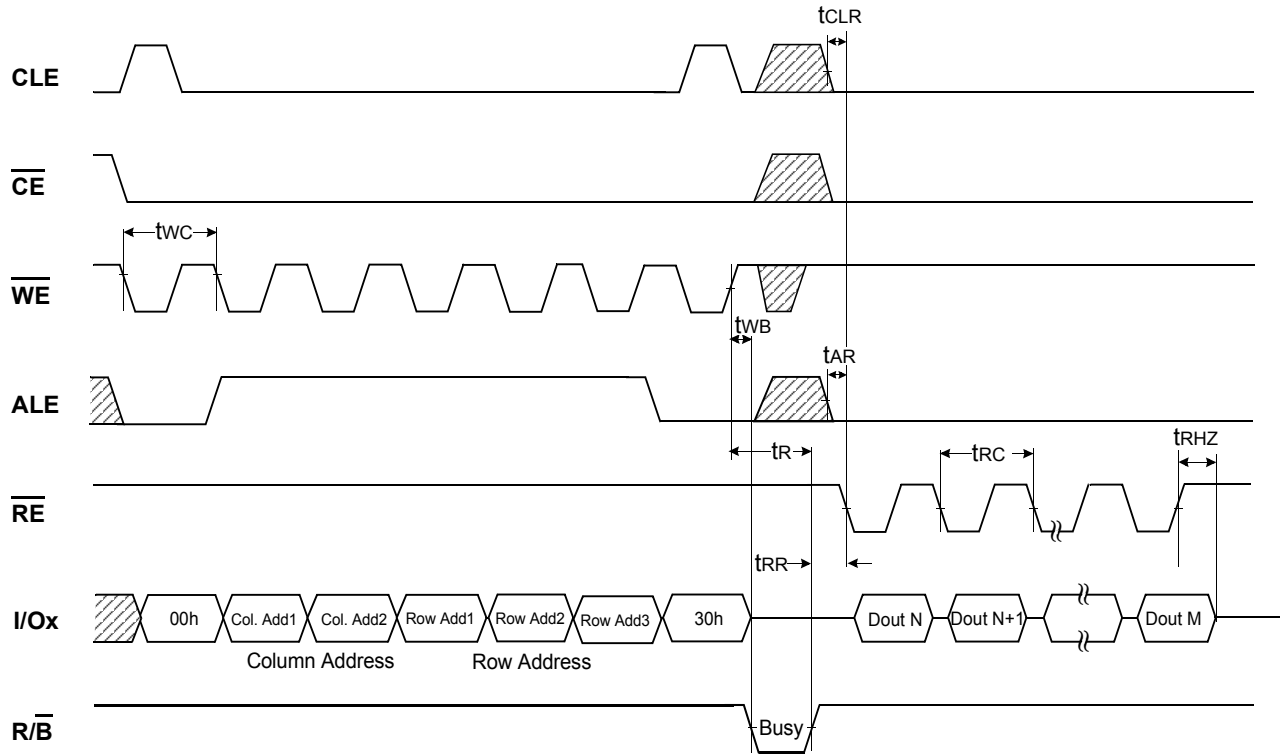 tCLR
CLE
CE
tWC
WE
tWB
tAR
ALE
tR
tRC
tRHZ
RE
tRR
I/Ox
00h
Col. Add1
Col. Add2
Row Add1
Row Add2
Row Add3
30h
Dout N
Dout N+1
Dout M
Column Address
Row Address
R/B
Busy